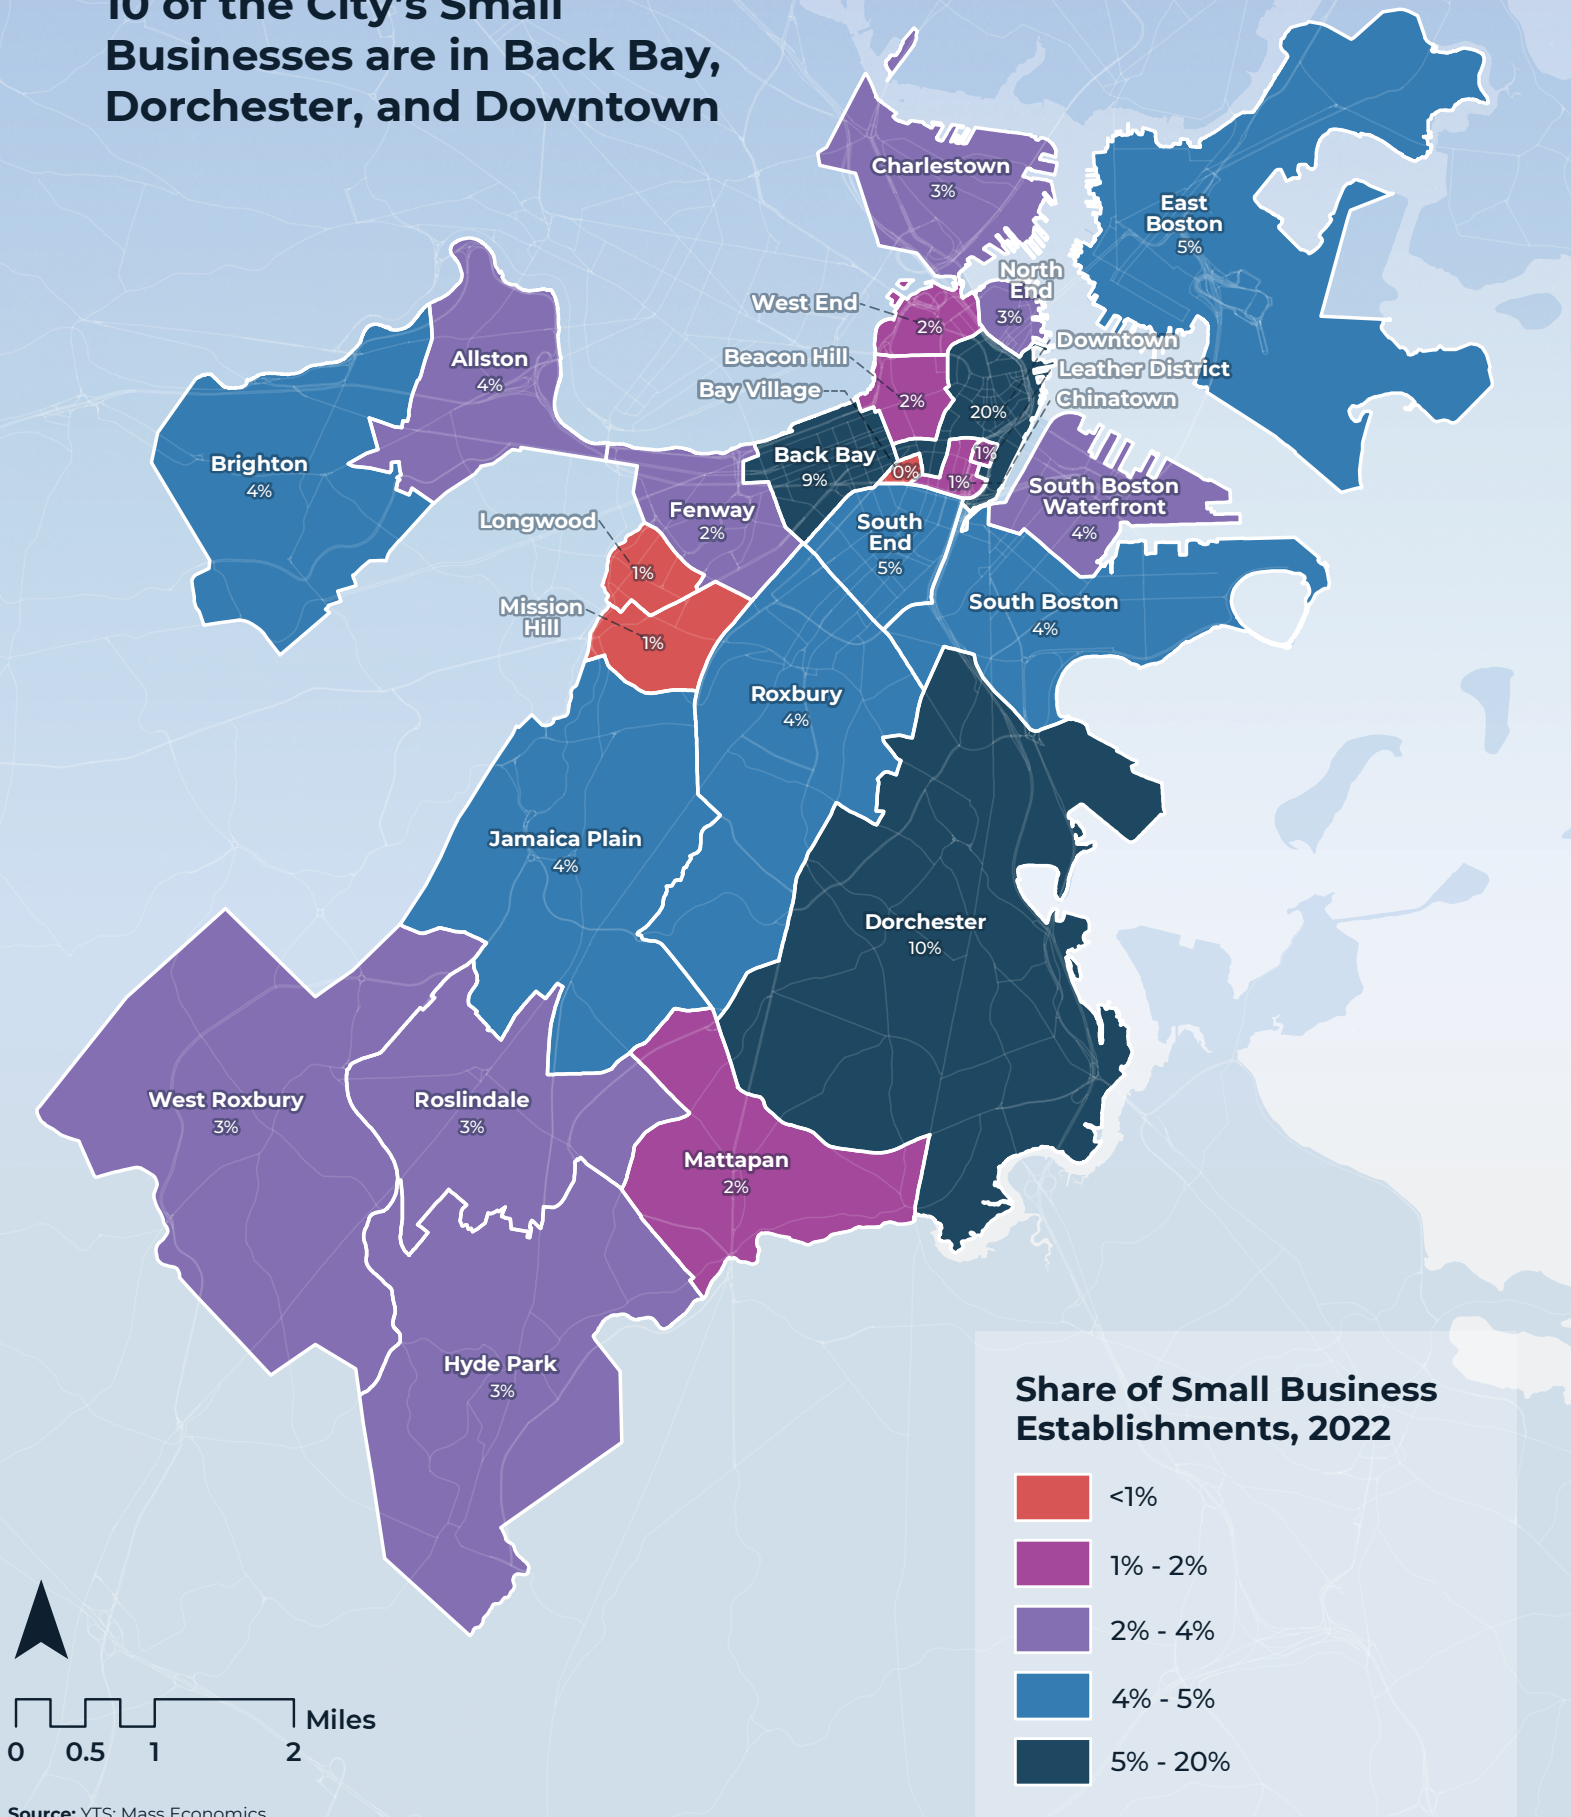 10 of the City's Small
Businesses are in Back Bay,
Dorchester, and Downtown
Charlestown
3%
East
Boston
5%
North
End
3%
West End
2%
Downtown
Beacon Hill
Leather District
Bay Village
Chinatown
2%
20%
Allston
4%
Brighton
4%
Back Bay
9%
0%
1%
1%
South Boston
Waterfront
4%
Fenway
2%
Longwood
1%
South
End
5%
Mission
Hill
1%
South Boston
4%
Roxbury
4%
Jamaica Plain
4%
Dorchester
10%
West Roxbury
3%
Roslindale
3%
Mattapan
2%
Hyde Park
3%
Share of Small Business
Establishments, 2022
<1%
1% - 2%
2% - 4%
4% - 5%
5% - 20%
Miles
0 0.5 1 2
Source: YTS; Mass Economics